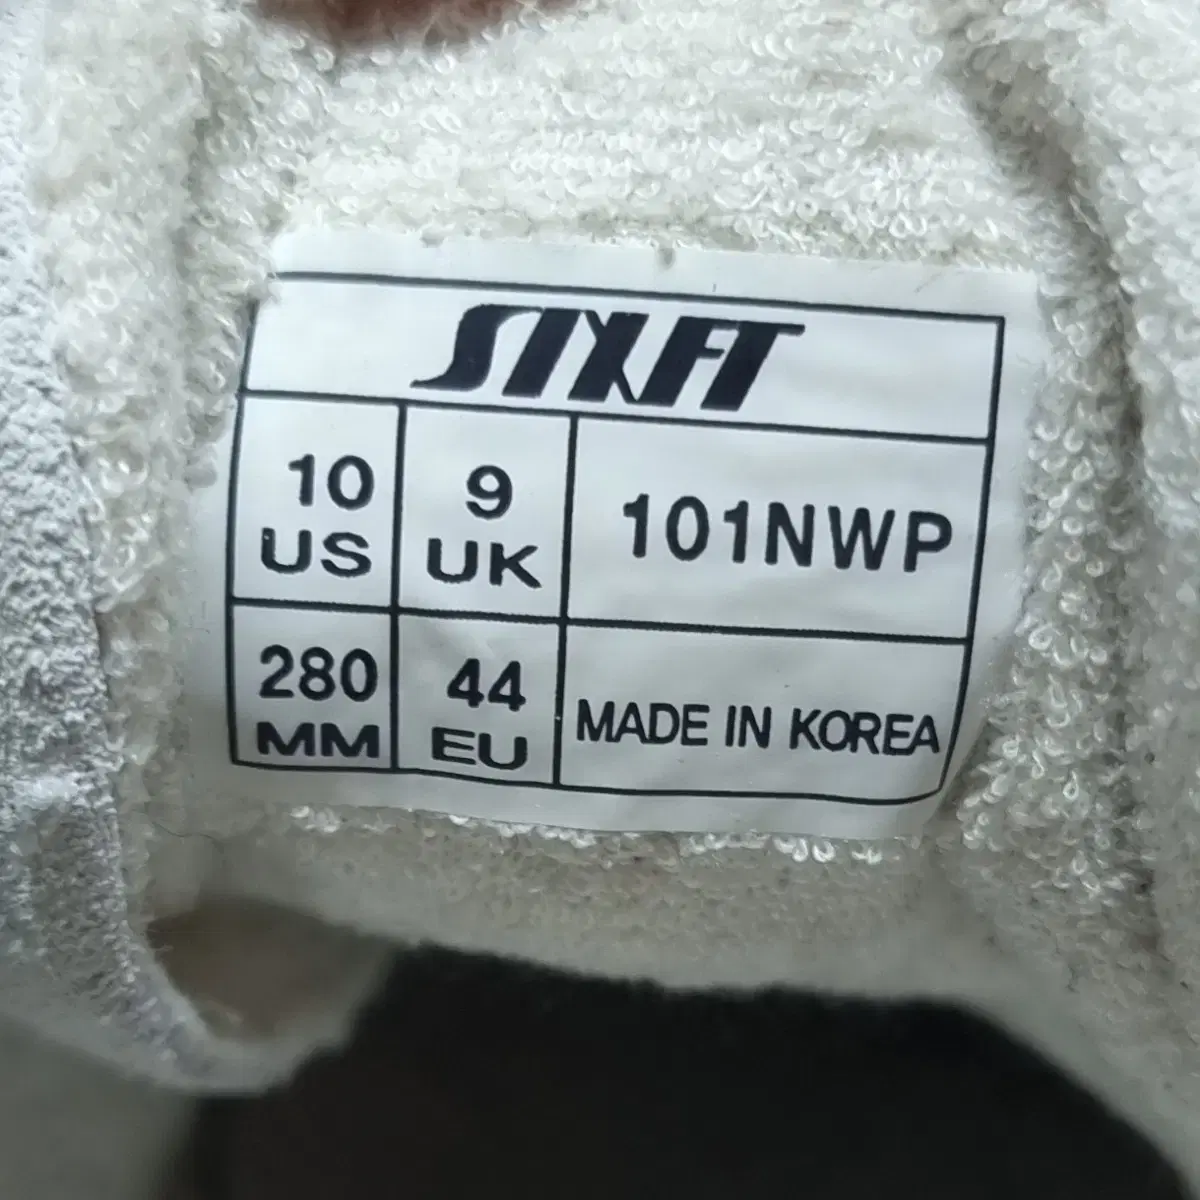 SIXFT
10 US
9 UK
101NWP
280 MM
44 EU
MADE IN KOREA